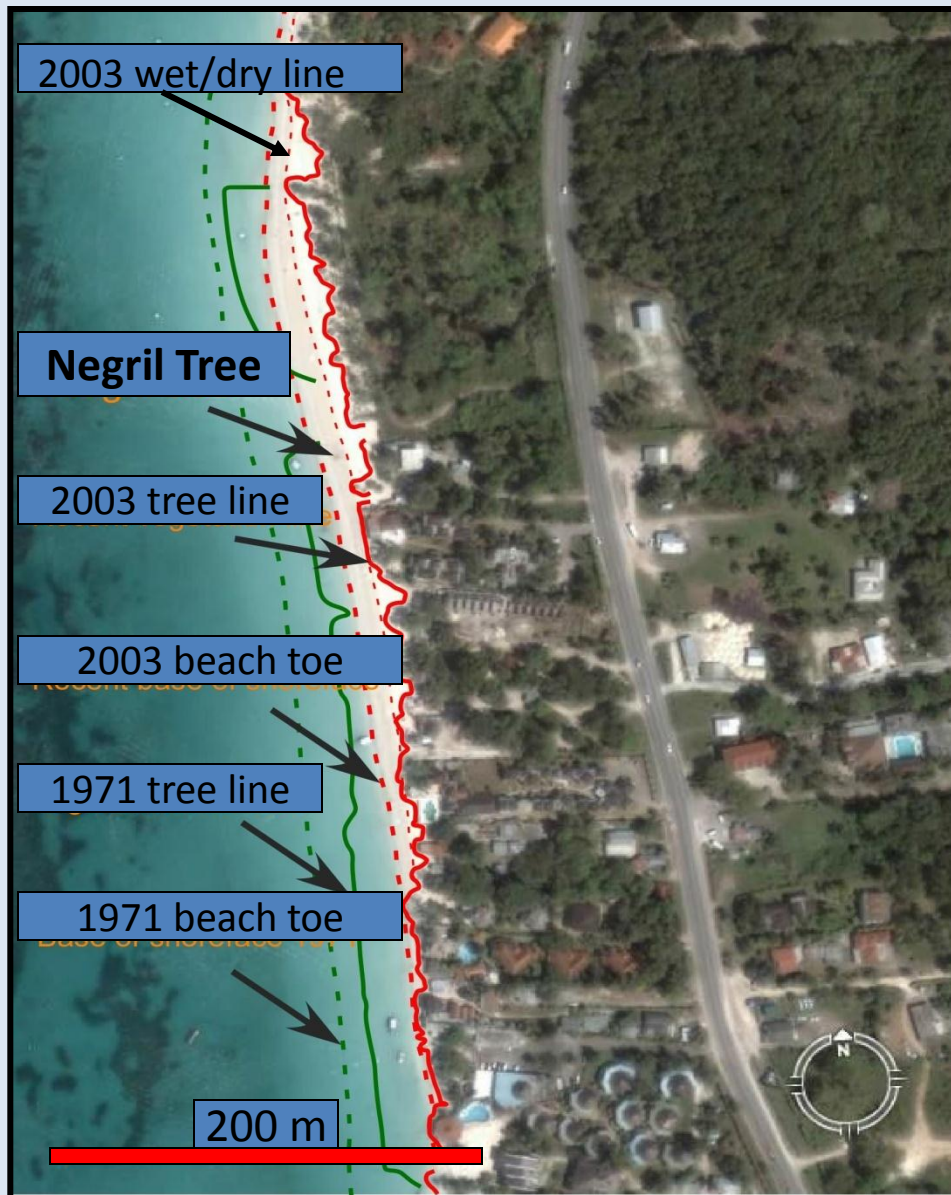 2003 wet/dry line
Negril Tree
2003 tree line
2003 beach toe
1971 tree line
1971 beach toe
N
200 m